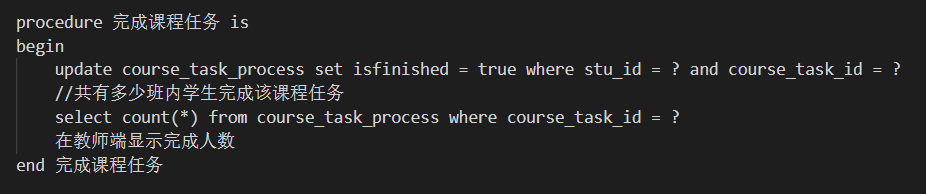 procedure 完成课程任务 is
begin
update course_task_process set isfinished = true where stu_id = ? and course_task_id = ?
//共有多少班内学生完成该课程任务
select count(*) from course_task_process where course_task_id = ?
在教师端显示完成人数
end 完成课程任务